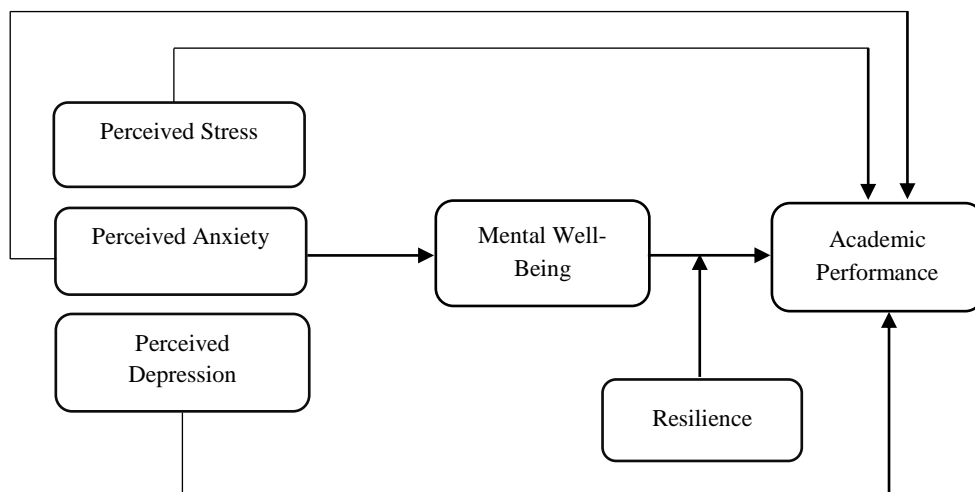 Perceived Stress
Perceived Anxiety
Mental Well-
Being
Academic
Performance
Perceived
Depression
Resilience